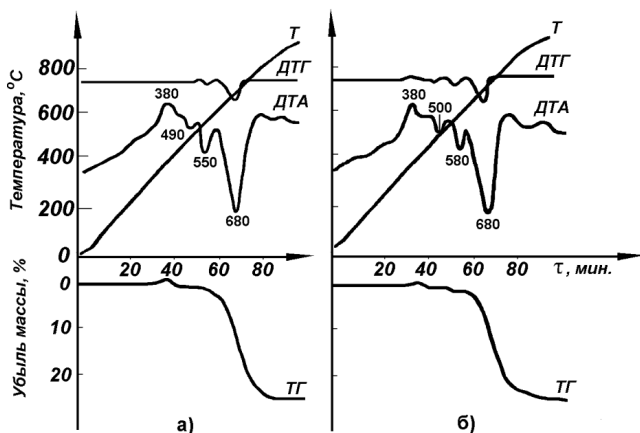 Температура, °С
800
600
400
200
0
Т
ДТГ
ДТА
380
490
550
680
20 40 60 80
Т
ДТГ
ДТА
380
500
580
680
20 40 60 80 τ, мин.
Убыль массы, %
0
10
20
ТГ
а)
ТГ
б)